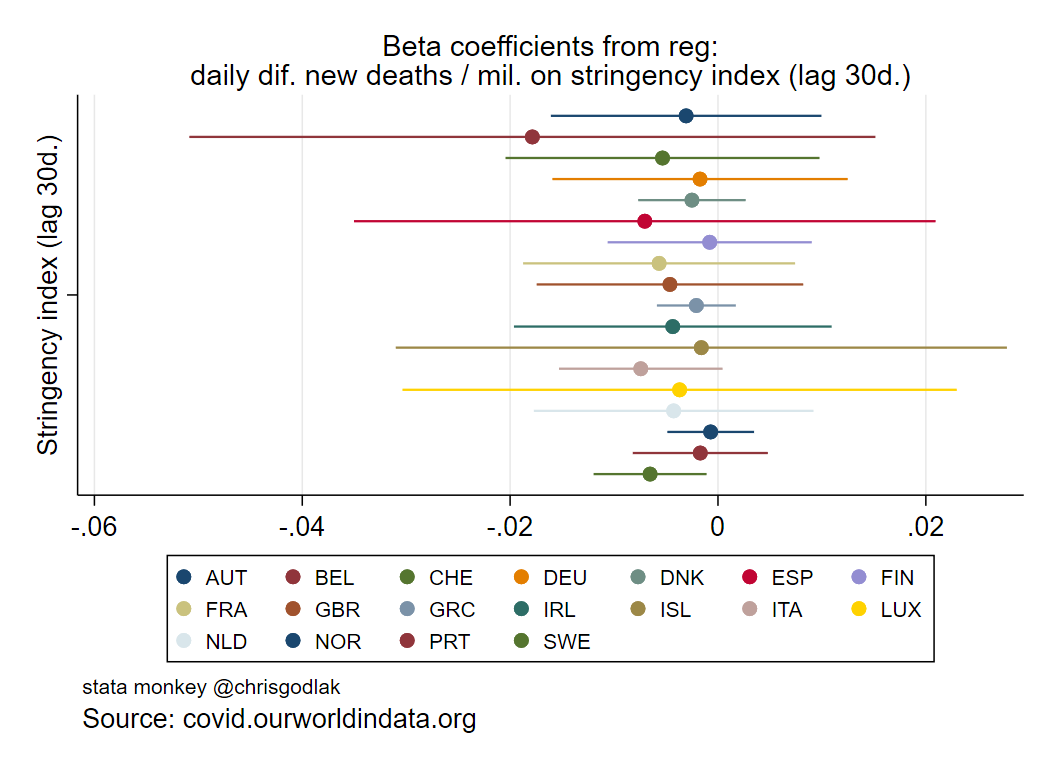 Beta coefficients from reg:
daily dif. new deaths / mil. on stringency index (lag 30d.)
Stringency index (lag 30d.)
-.06 -.04 -.02 0 .02
AUT BEL CHE DEU DNK ESP FIN
FRA GBR GRC IRL ISL ITA LUX
NLD NOR PRT SWE
stata monkey @chrisgodlak
Source: covid.ourworldindata.org